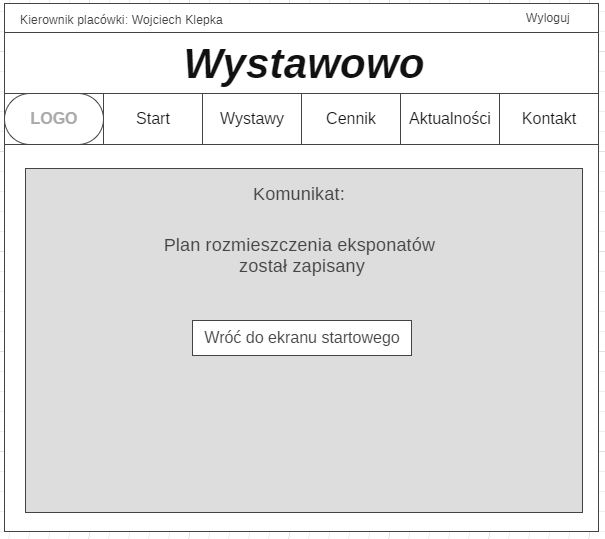 Kierownik placówki: Wojciech Klepka
Wyloguj
Wystawowo
LOGO
Start
Wystawy
Cennik
Aktualności
Kontakt
Komunikat:
Plan rozmieszczenia eksponatów
został zapisany
Wróć do ekranu startowego